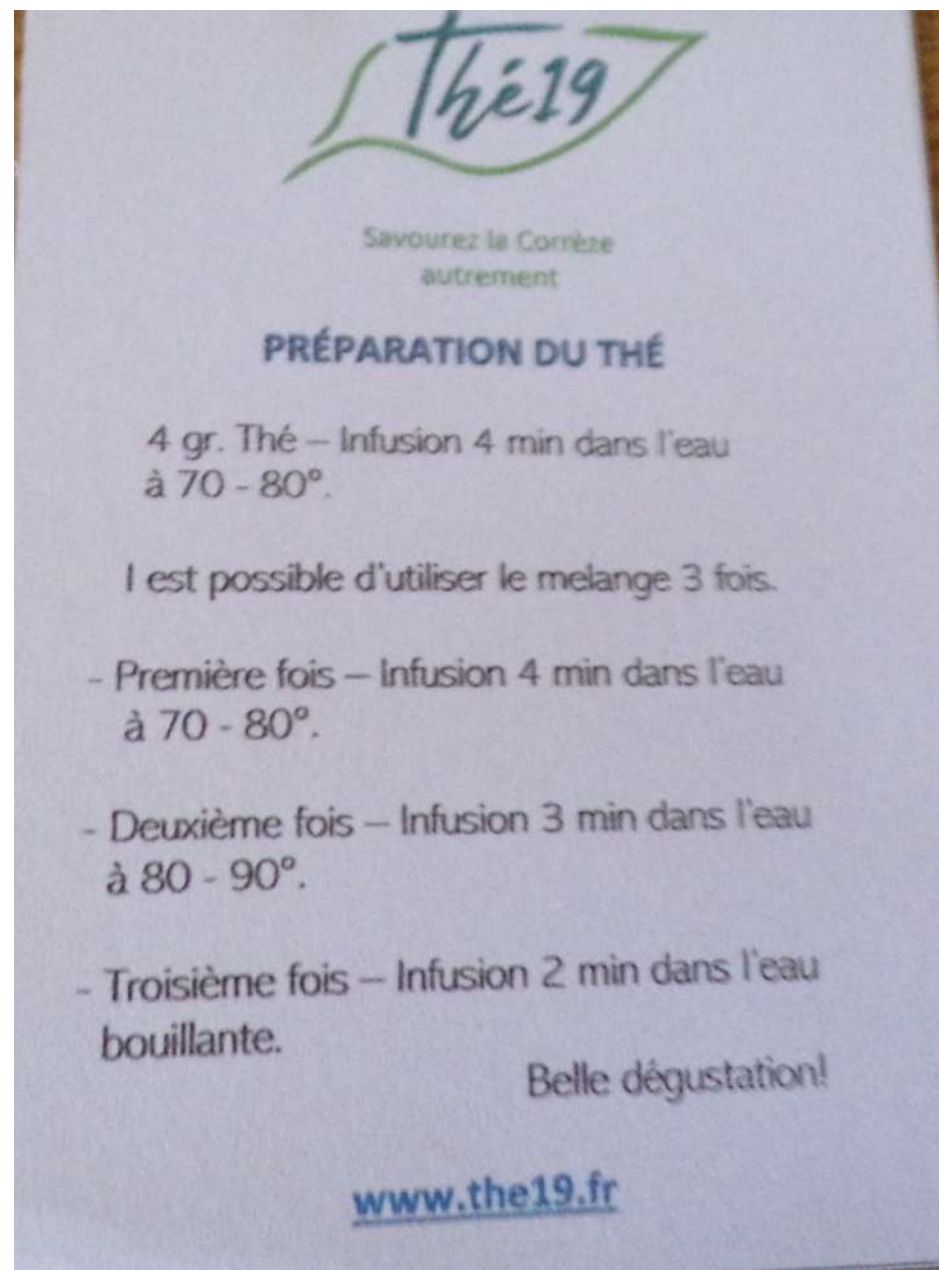 Thé19
Savourez la Corrèze
autrement
PRÉPARATION DU THÉ
4 gr. Thé – Infusion 4 min dans l'eau
à 70 - 80°.
I est possible d'utiliser le melange 3 fois.
- Première fois – Infusion 4 min dans l'eau
à 70 - 80°.
- Deuxième fois – Infusion 3 min dans l'eau
à 80 - 90°.
- Troisième fois – Infusion 2 min dans l'eau
bouillante.
Belle dégustation!
www.the19.fr